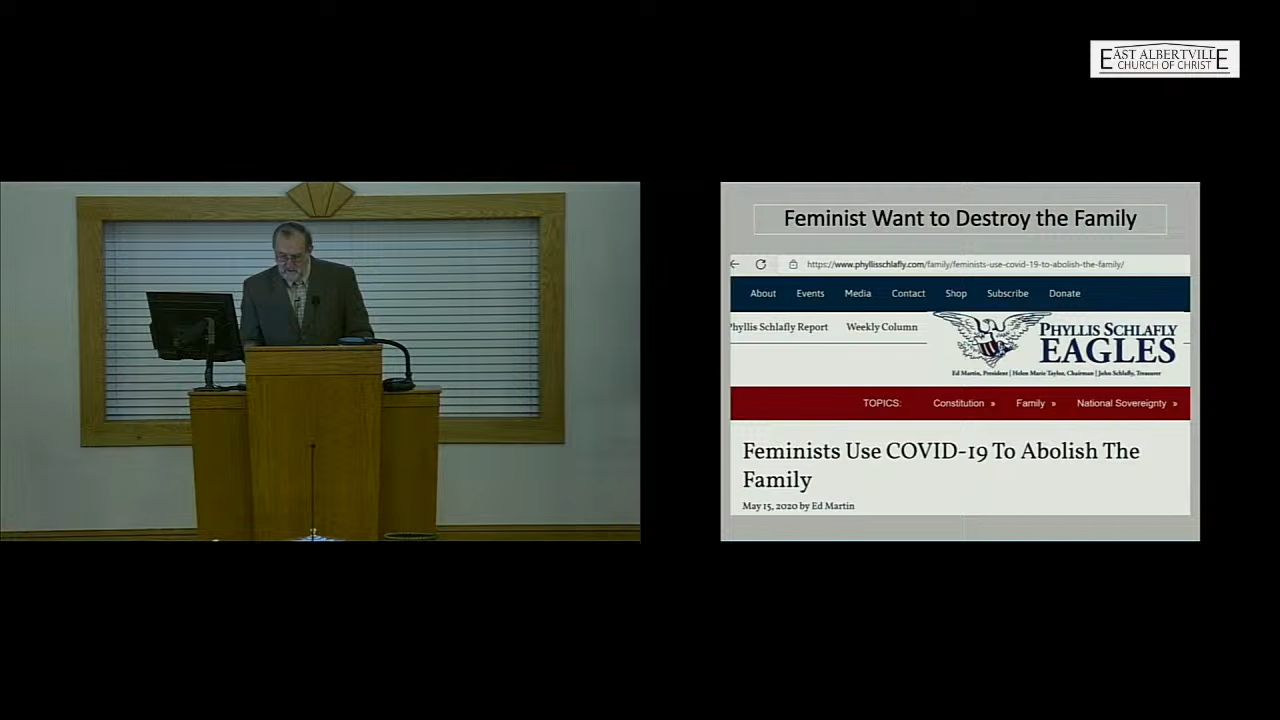 EAST ALBERTVILLE
CHURCH OF CHRIST
Feminist Want to Destroy the Family
https://www.phyllisschlafly.com/family/feminists-use-covid-19-to-abolish-the-family/
About Events Media Contact Shop Subscribe Donate
Phyllis Schlafly Report Weekly Column
PHYLLIS SCHLAFLY
EAGLES
Ed Martin, President | Helen Marie Taylor, Chairman | John Schlafly, Treasurer
TOPICS: Constitution » Family » National Sovereignty »
Feminists Use COVID-19 To Abolish The
Family
May 15, 2020 by Ed Martin